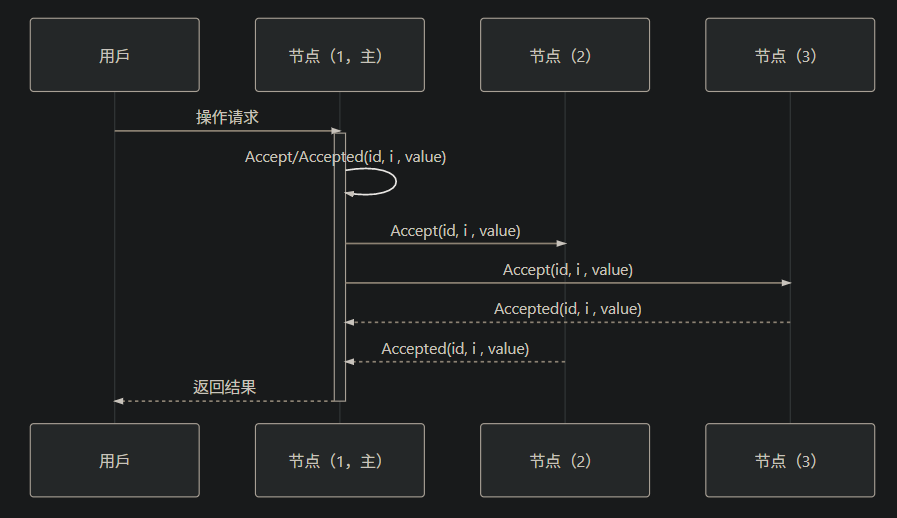 用戶
节点（1，主）
节点（2）
节点（3）
操作请求
Accept/Accepted(id, i , value)
Accept(id, i , value)
Accept(id, i , value)
Accepted(id, i , value)
Accepted(id, i , value)
返回结果
用戶
节点（1，主）
节点（2）
节点（3）